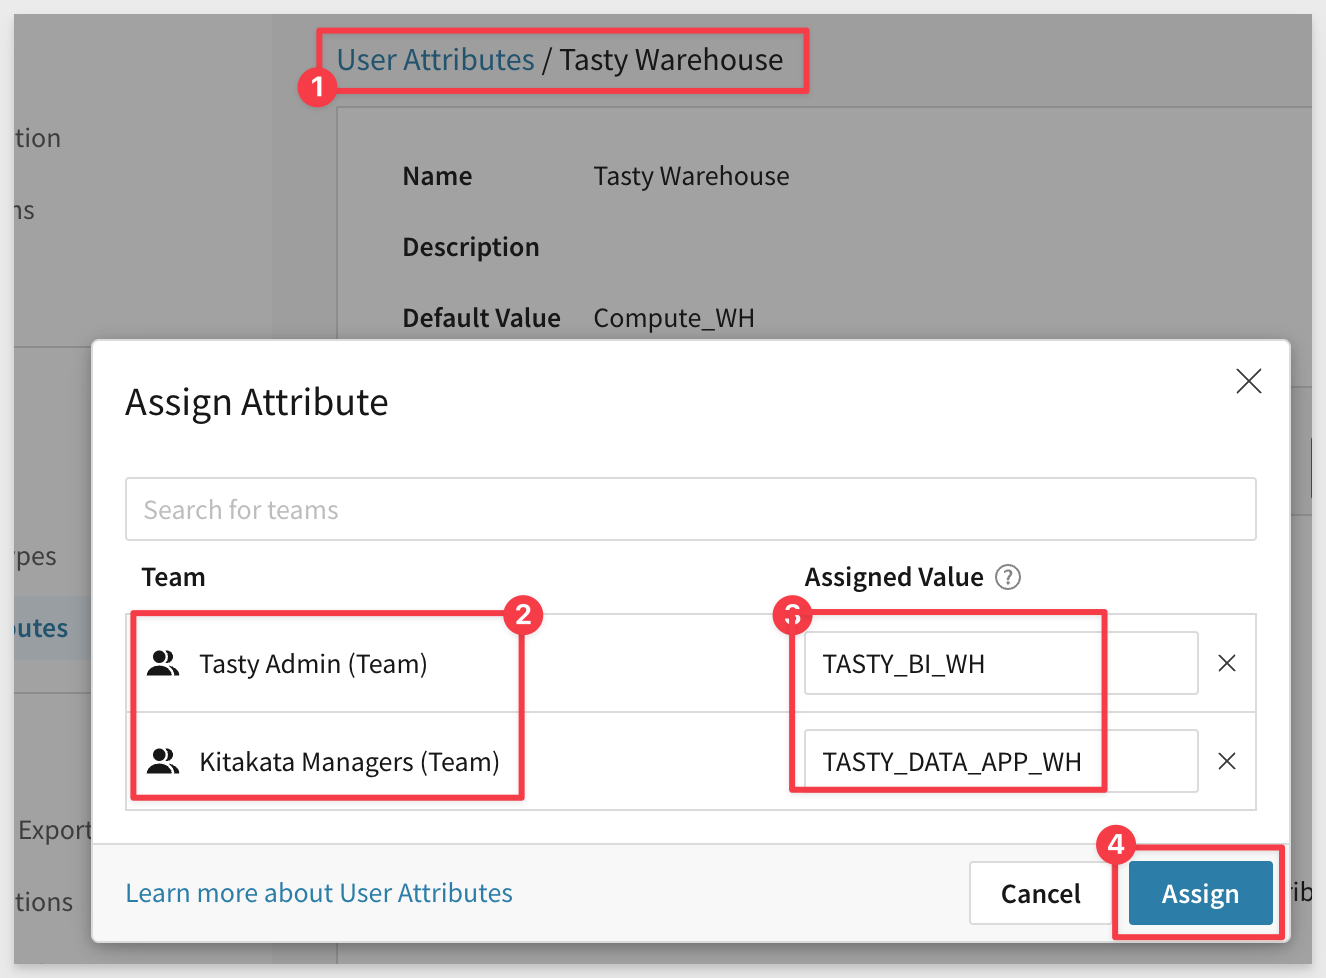 User Attributes / Tasty Warehouse
1
tion
Name Tasty Warehouse
ns
Description
Default Value Compute_WH
Assign Attribute
Search for teams
ypes
Team Assigned Value ?
2 3
utes
Tasty Admin (Team) TASTY_BI_WH
Kitakata Managers (Team) TASTY_DATA_APP_WH
Export
4
Learn more about User Attributes Cancel Assign
tions
rib